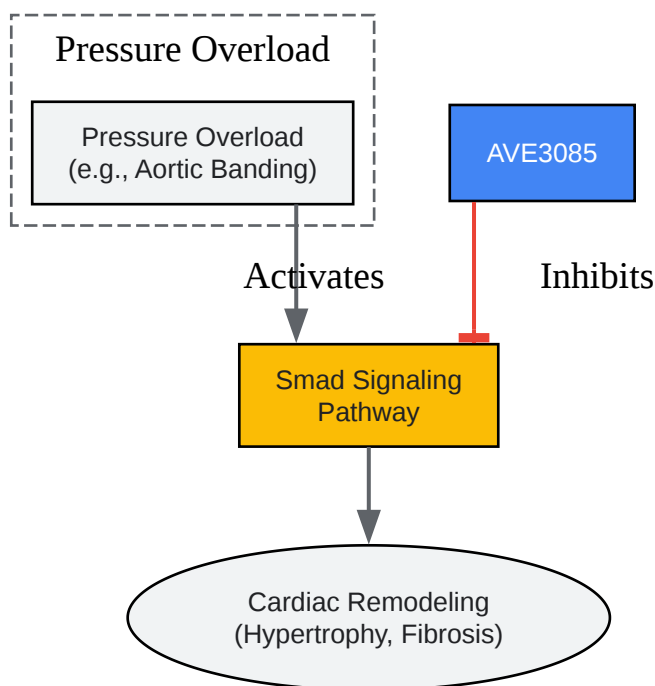 Pressure Overload
Pressure Overload
(e.g., Aortic Banding)
AVE3085
Activates
Inhibits
Smad Signaling
Pathway
Cardiac Remodeling
(Hypertrophy, Fibrosis)